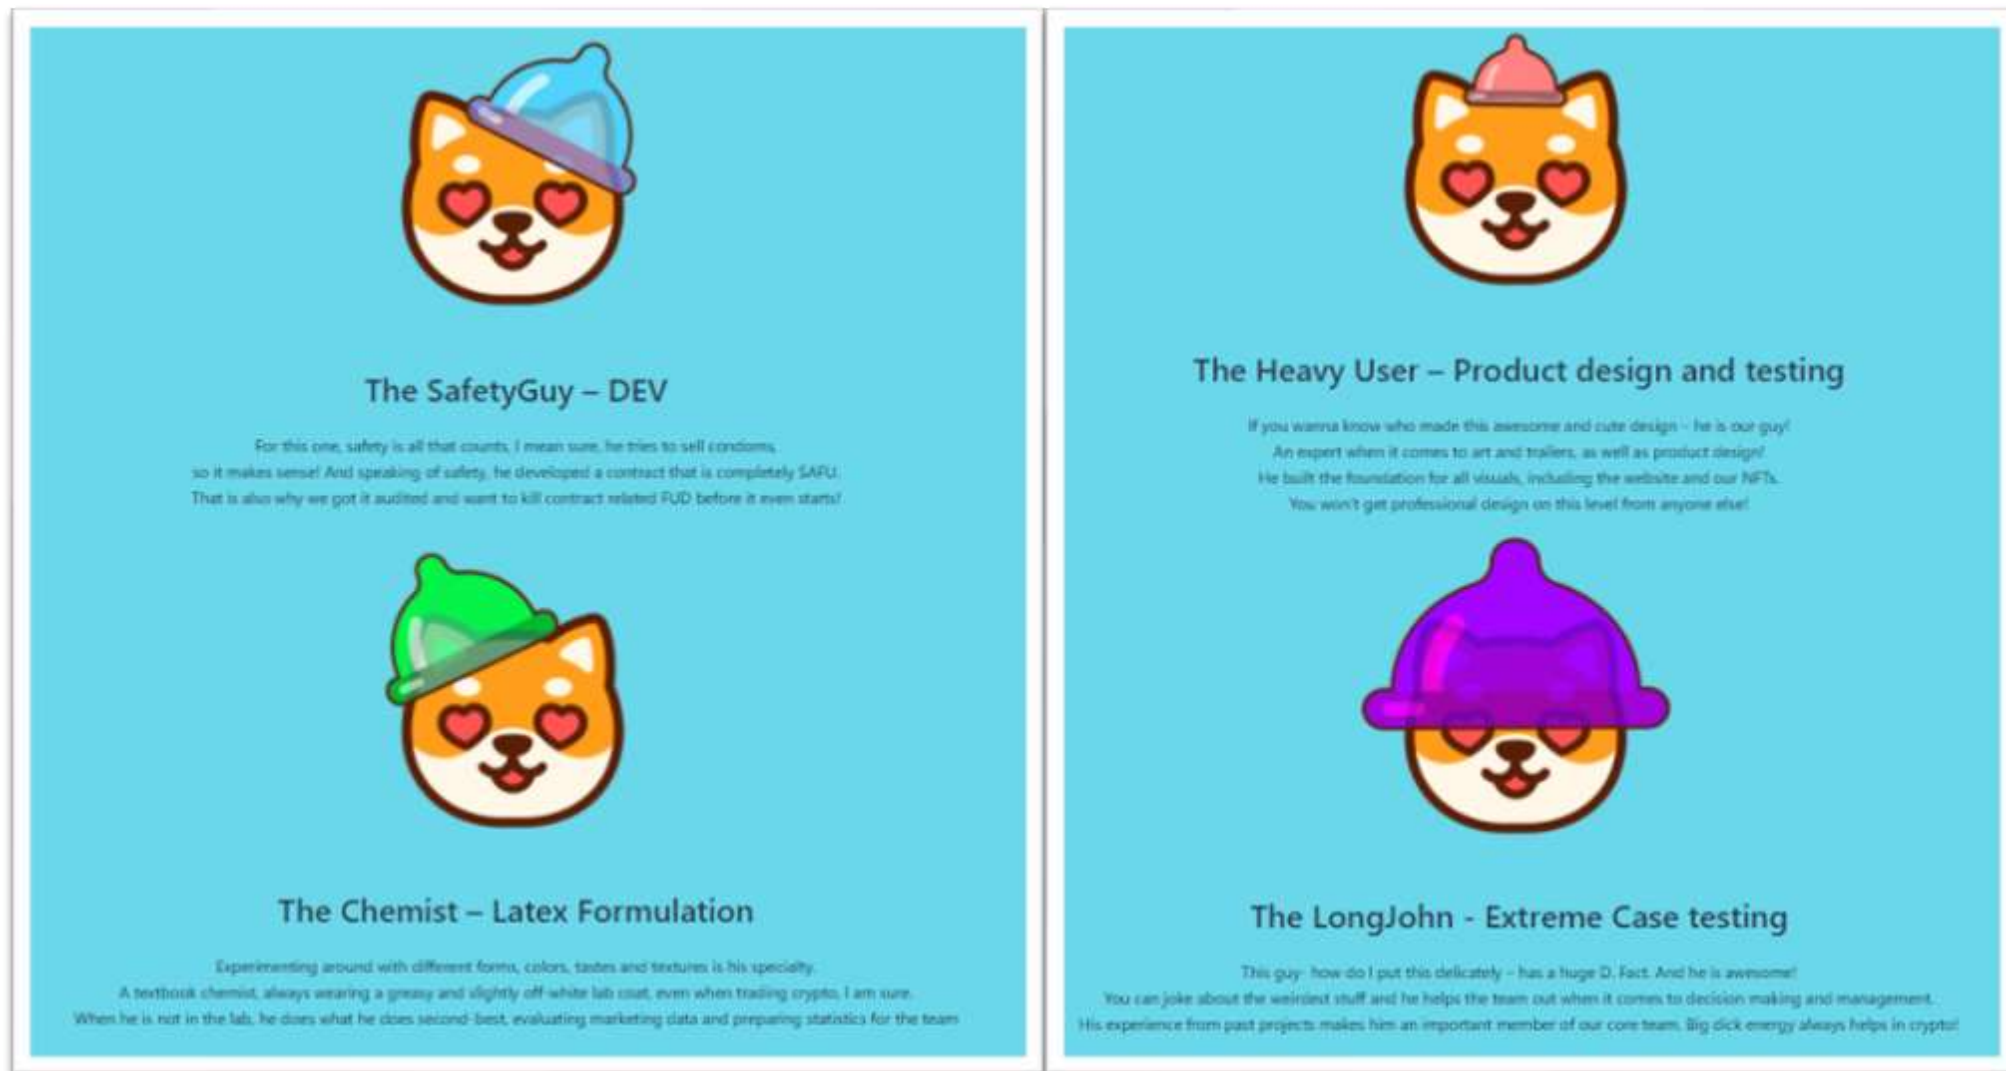 The SafetyGuy – DEV
For this one, safety is all that counts, I mean sure, he tries to sell condoms,
so it makes sense! And speaking of safety, he developed a contract that is completely SAFU.
That is also why we got it audited and want to kill contract related FUD before it even starts!
The Chemist – Latex Formulation
Experimenting around with different forms, colors, tastes and textures is his specialty.
A textbook chemist, always wearing a greasy and slightly off-white lab coat, even when trading crypto, I am sure.
When he is not in the lab, he does what he does second-best, evaluating marketing data and preparing statistics for the team
The Heavy User – Product design and testing
If you wanna know who made this awesome and cute design – he is our guy!
An expert when it comes to art and trailers, as well as product design!
He built the foundation for all visuals, including the website and our NFTs.
You won't get professional design on this level from anyone else!
The LongJohn - Extreme Case testing
This guy- how do I put this delicately – has a huge D. Fact. And he is awesome!
You can joke about the weirdest stuff and he helps the team out when it comes to decision making and management.
His experience from past projects makes him an important member of our core team. Big dick energy always helps in crypto!